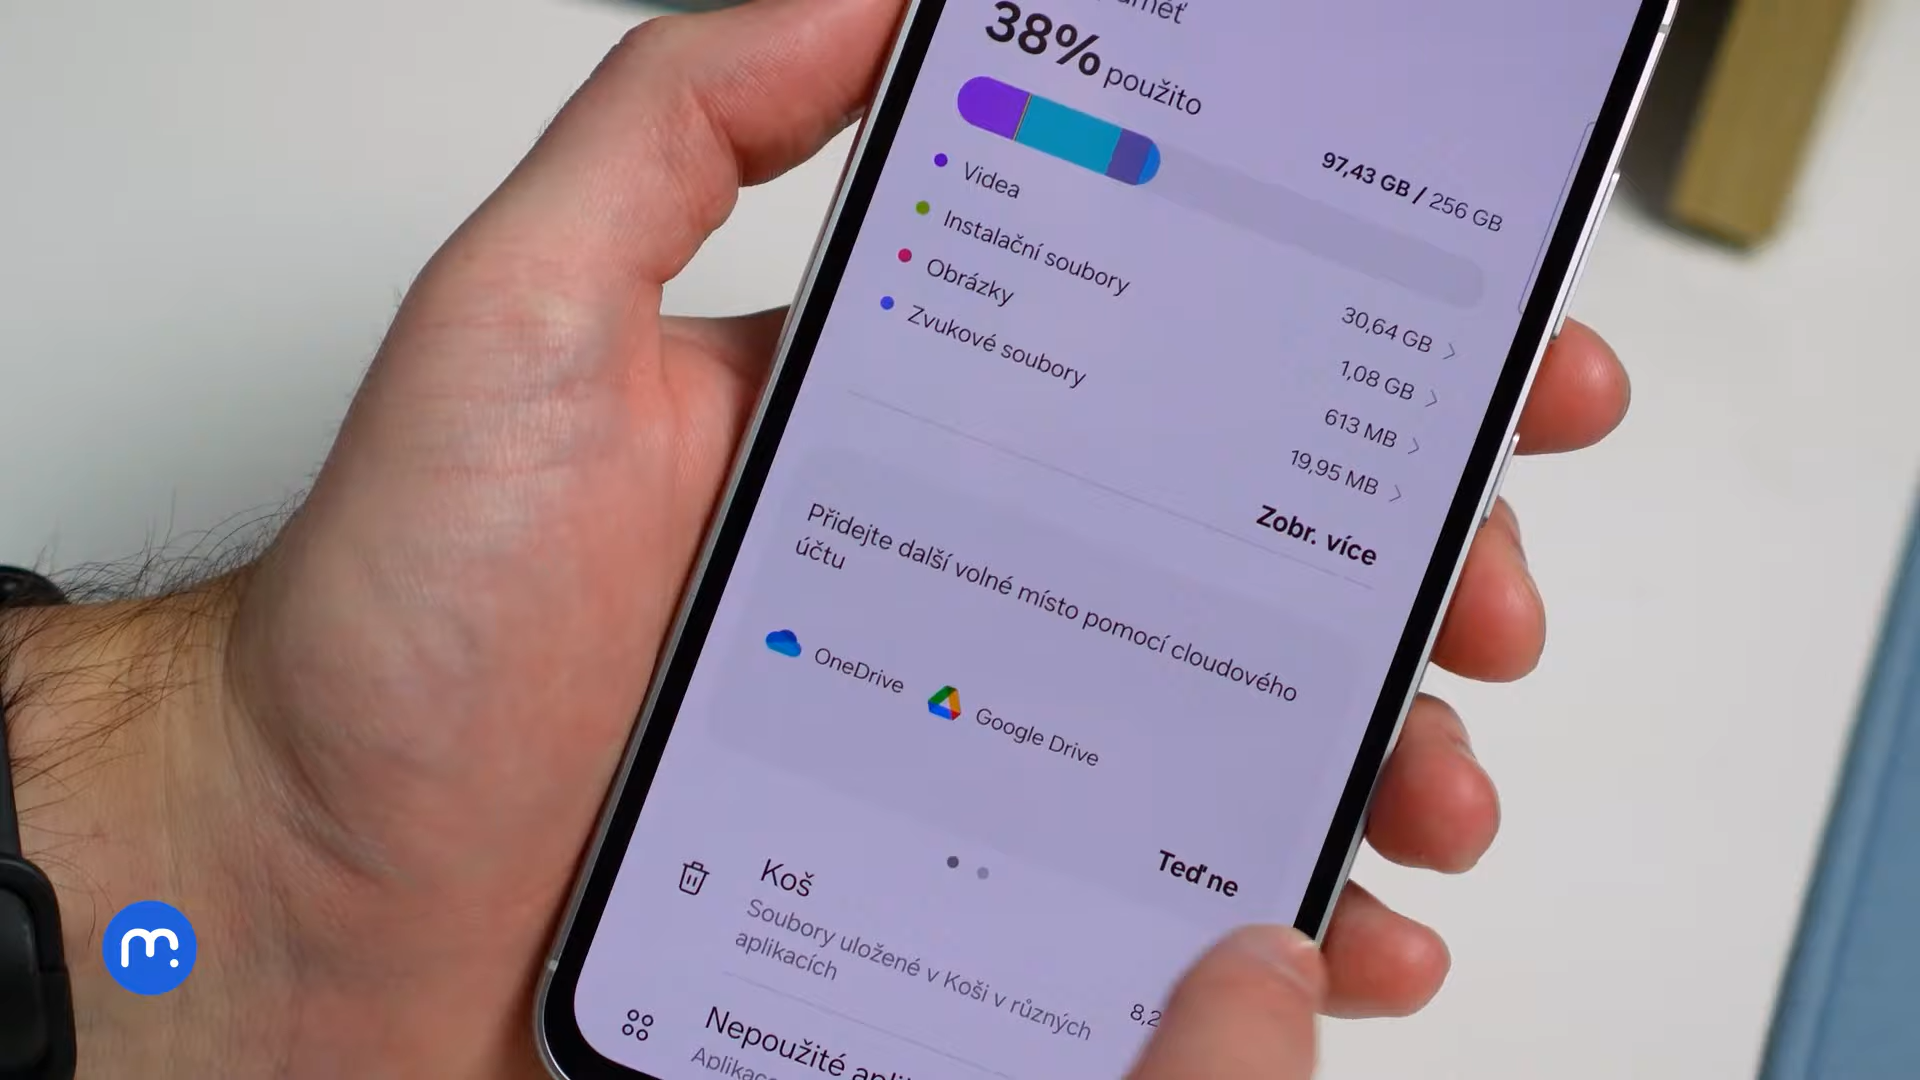 38% použito
97,43 GB / 256 GB
Videa
30,64 GB
Instalační soubory
1,08 GB
Obrázky
613 MB
Zvukové soubory
19,95 MB
Zobr. více
Přidejte další volné místo pomocí cloudového
účtu
OneDrive
Google Drive
Teď ne
Koš
Soubory uložené v Koši v různých
aplikacích
8,2
Nepoužité
m.